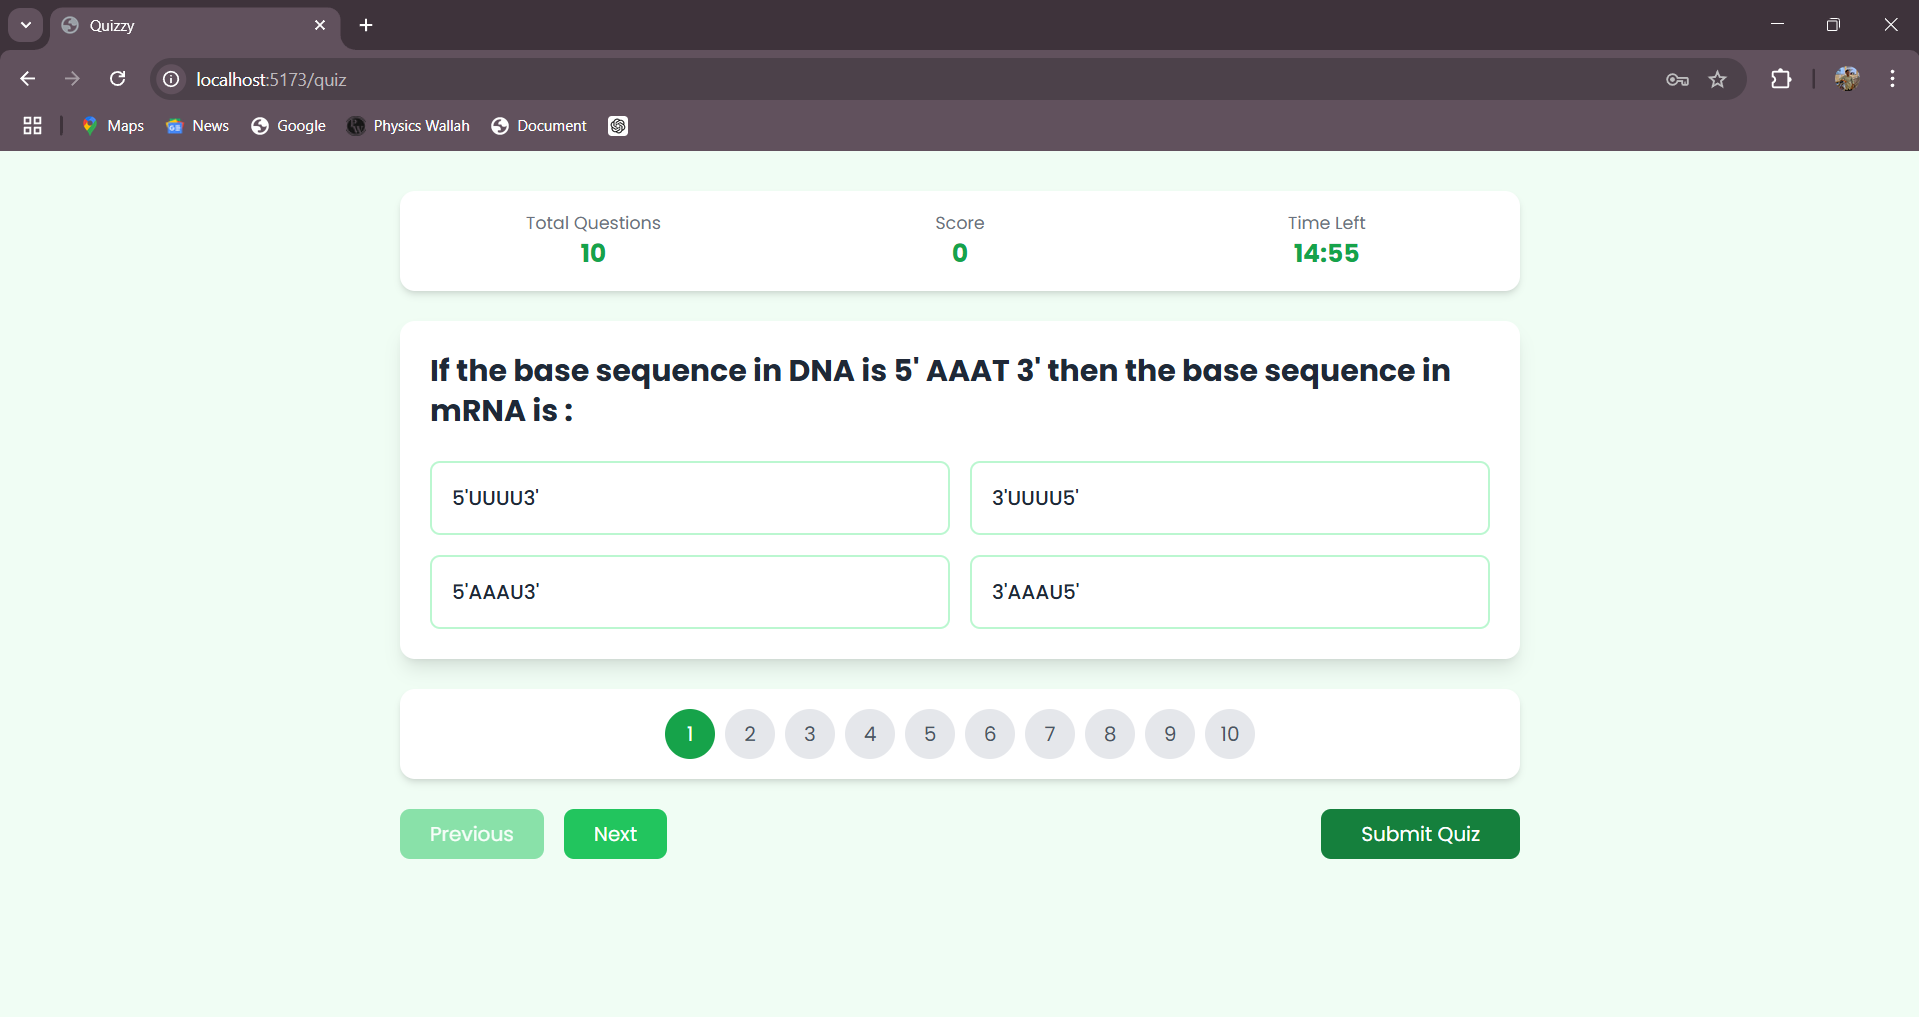 Quizzy
localhost:5173/quiz
Maps News Google Physics Wallah Document
Total Questions Score Time Left
10 0 14:55
If the base sequence in DNA is 5' AAAT 3' then the base sequence in
mRNA is :
5'UUUU3' 3'UUUU5'
5'AAAU3' 3'AAAU5'
1 2 3 4 5 6 7 8 9 10
Previous Next Submit Quiz